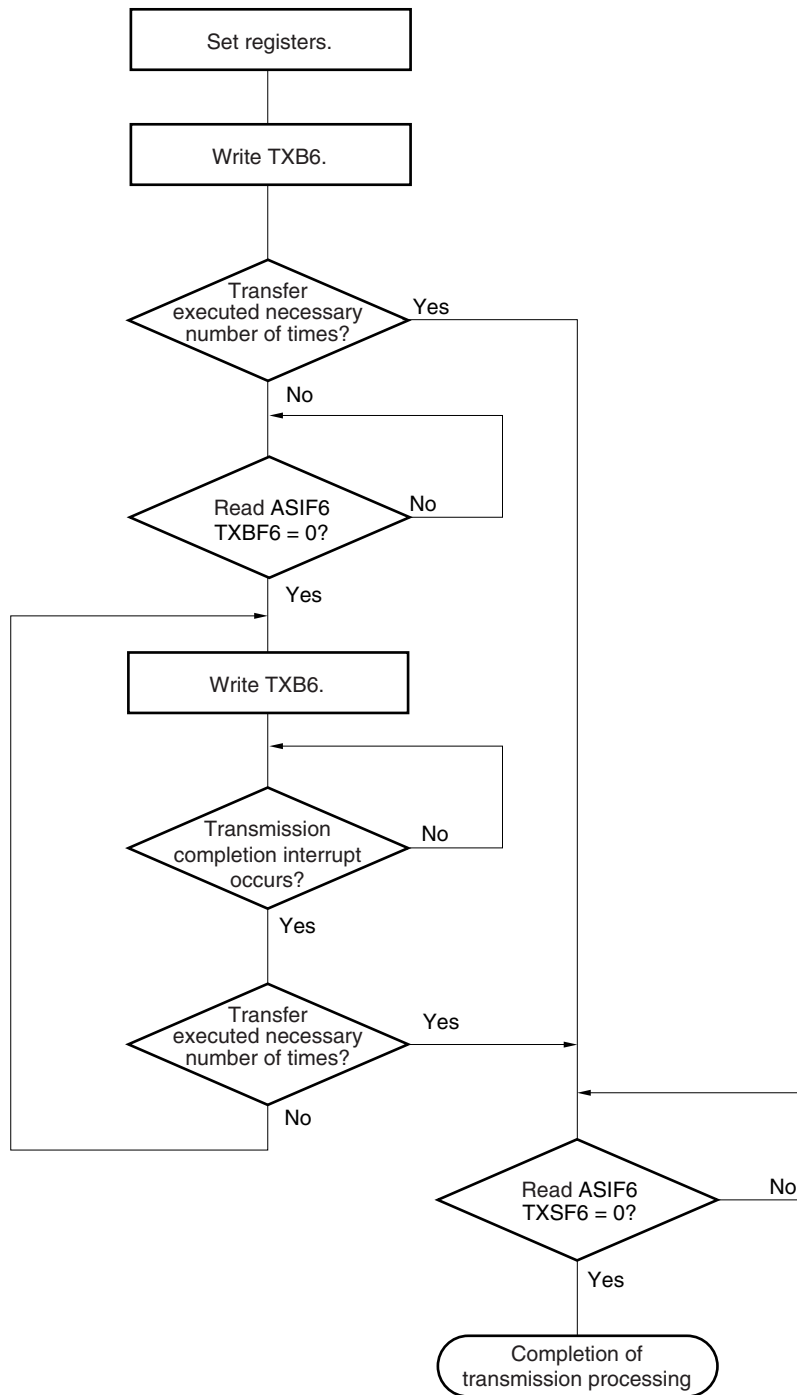 Set registers.
Write TXB6.
Transfer
executed necessary
number of times?
Yes
No
Read ASIF6
TXBF6 = 0?
No
Yes
Write TXB6.
Transmission
completion interrupt
occurs?
No
Yes
Transfer
executed necessary
number of times?
Yes
No
Read ASIF6
TXSF6 = 0?
No
Yes
Completion of
transmission processing